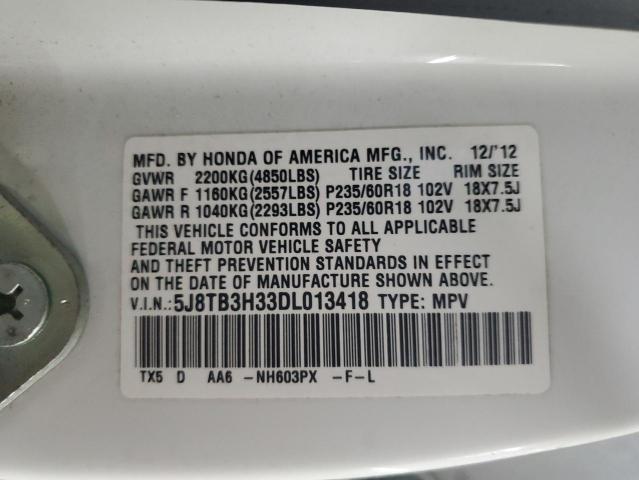 MFD. BY HONDA OF AMERICA MFG., INC. 12/'12
GVWR 2200KG(4850LBS) TIRE SIZE RIM SIZE
GAWR F 1160KG(2557LBS) P235/60R18 102V 18X7.5J
GAWR R 1040KG(2293LBS) P235/60R18 102V 18X7.5J
THIS VEHICLE CONFORMS TO ALL APPLICABLE
FEDERAL MOTOR VEHICLE SAFETY
AND THEFT PREVENTION STANDARDS IN EFFECT
ON THE DATE OF MANUFACTURE SHOWN ABOVE.
V.I.N.:5J8TB3H33DL013418 TYPE: MPV
TX5 D AA6 -NH603PX -F-L